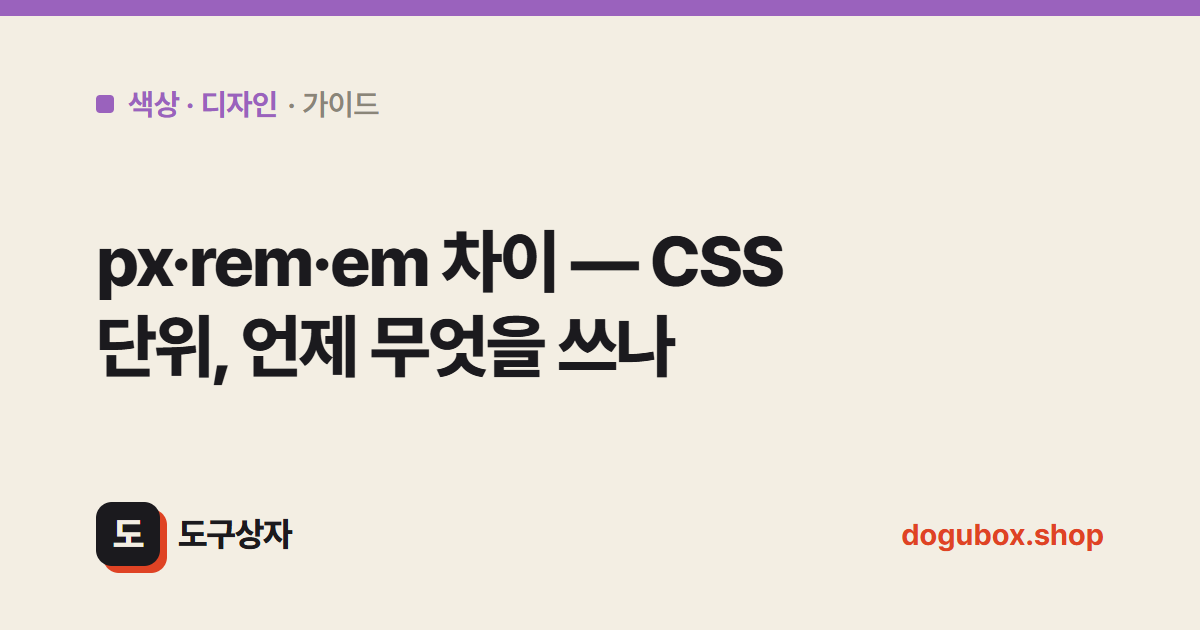 색상 · 디자인 · 가이드
px·rem·em 차이 — CSS
단위, 언제 무엇을 쓰나
도 도구상자
dogubox.shop